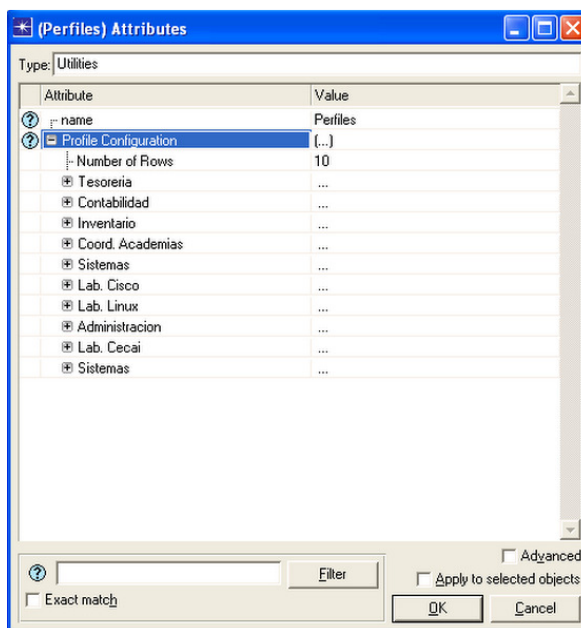 (Perfiles) Attributes
Type: Utilities
Attribute Value
name Perfiles
Profile Configuration (...)
Number of Rows 10
Tesoreria ...
Contabilidad ...
Inventario ...
Coord. Academias ...
Sistemas ...
Lab. Cisco ...
Lab. Linux ...
Administracion ...
Lab. Cecai ...
Sistemas ...
Advanced
Filter
Apply to selected objects
Exact match
OK Cancel